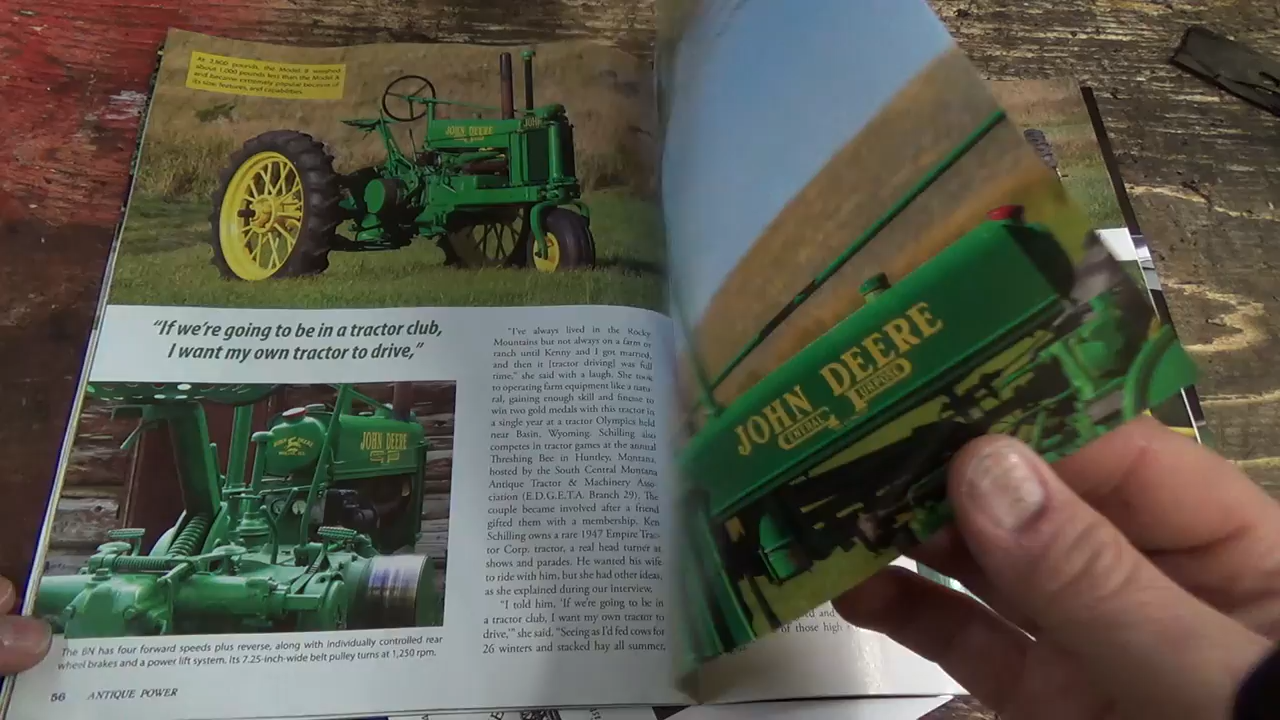 At 2,800 pounds, the Model B weighed
about 1,000 pounds less than the Model A
and became extremely popular because of
its size, features, and capabilities.
JOHN DEERE
JOHN
"If we're going to be in a tractor club,
I want my own tractor to drive,"
JOHN DEERE
JOHN DEERE
The BN has four forward speeds plus reverse, along with individually controlled rear
wheel brakes and a power lift system. Its 7.25-inch-wide belt pulley turns at 1,250 rpm.
56 ANTIQUE POWER
"I've always lived in the Rocky
Mountains but not always on a farm or
ranch until Kenny and I got married,
and then it [tractor driving] was full
time," she said with a laugh. She took
to operating farm equipment like a natu-
ral, gaining enough skill and finesse to
win two gold medals with this tractor in
a single year at a tractor Olympics held
near Basin, Wyoming. Schilling also
competes in tractor games at the annual
Threshing Bee in Huntley, Montana,
hosted by the South Central Montana
Antique Tractor & Machinery Asso-
ciation (E.D.G.E.T.A. Branch 29). The
couple became involved after a friend
gifted them with a membership. Ken
Schilling owns a rare 1947 Empire Trac-
tor Corp. tractor, a real head turner at
shows and parades. He wanted his wife
to ride with him, but she had other ideas,
as she explained during our interview.
"I told him, 'If we're going to be in
a tractor club, I want my own tractor to
drive,'" she said. "Seeing as I'd fed cows for
26 winters and stacked hay all summer,
JOHN DEERE
GENERAL PURPOSE
and
of those high